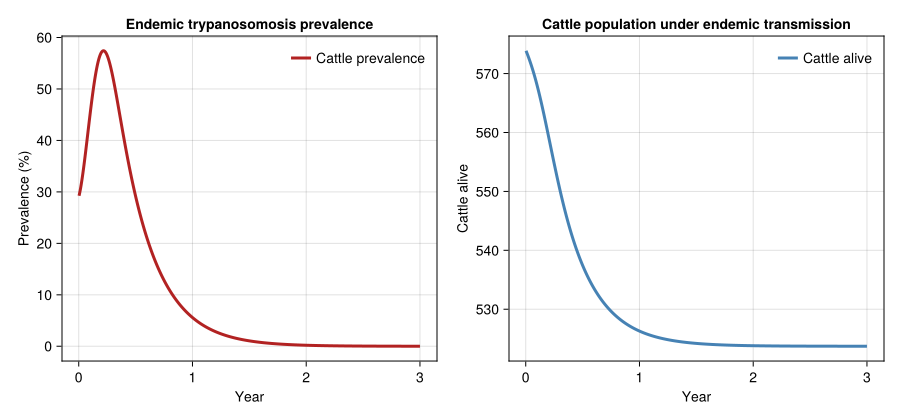 Endemic trypanosomosis prevalence
60
50
40
30
20
10
0
Prevalence (%)
Cattle prevalence
0 1 2 3
Year
Cattle population under endemic transmission
570
560
550
540
530
Cattle alive
Cattle alive
0 1 2 3
Year